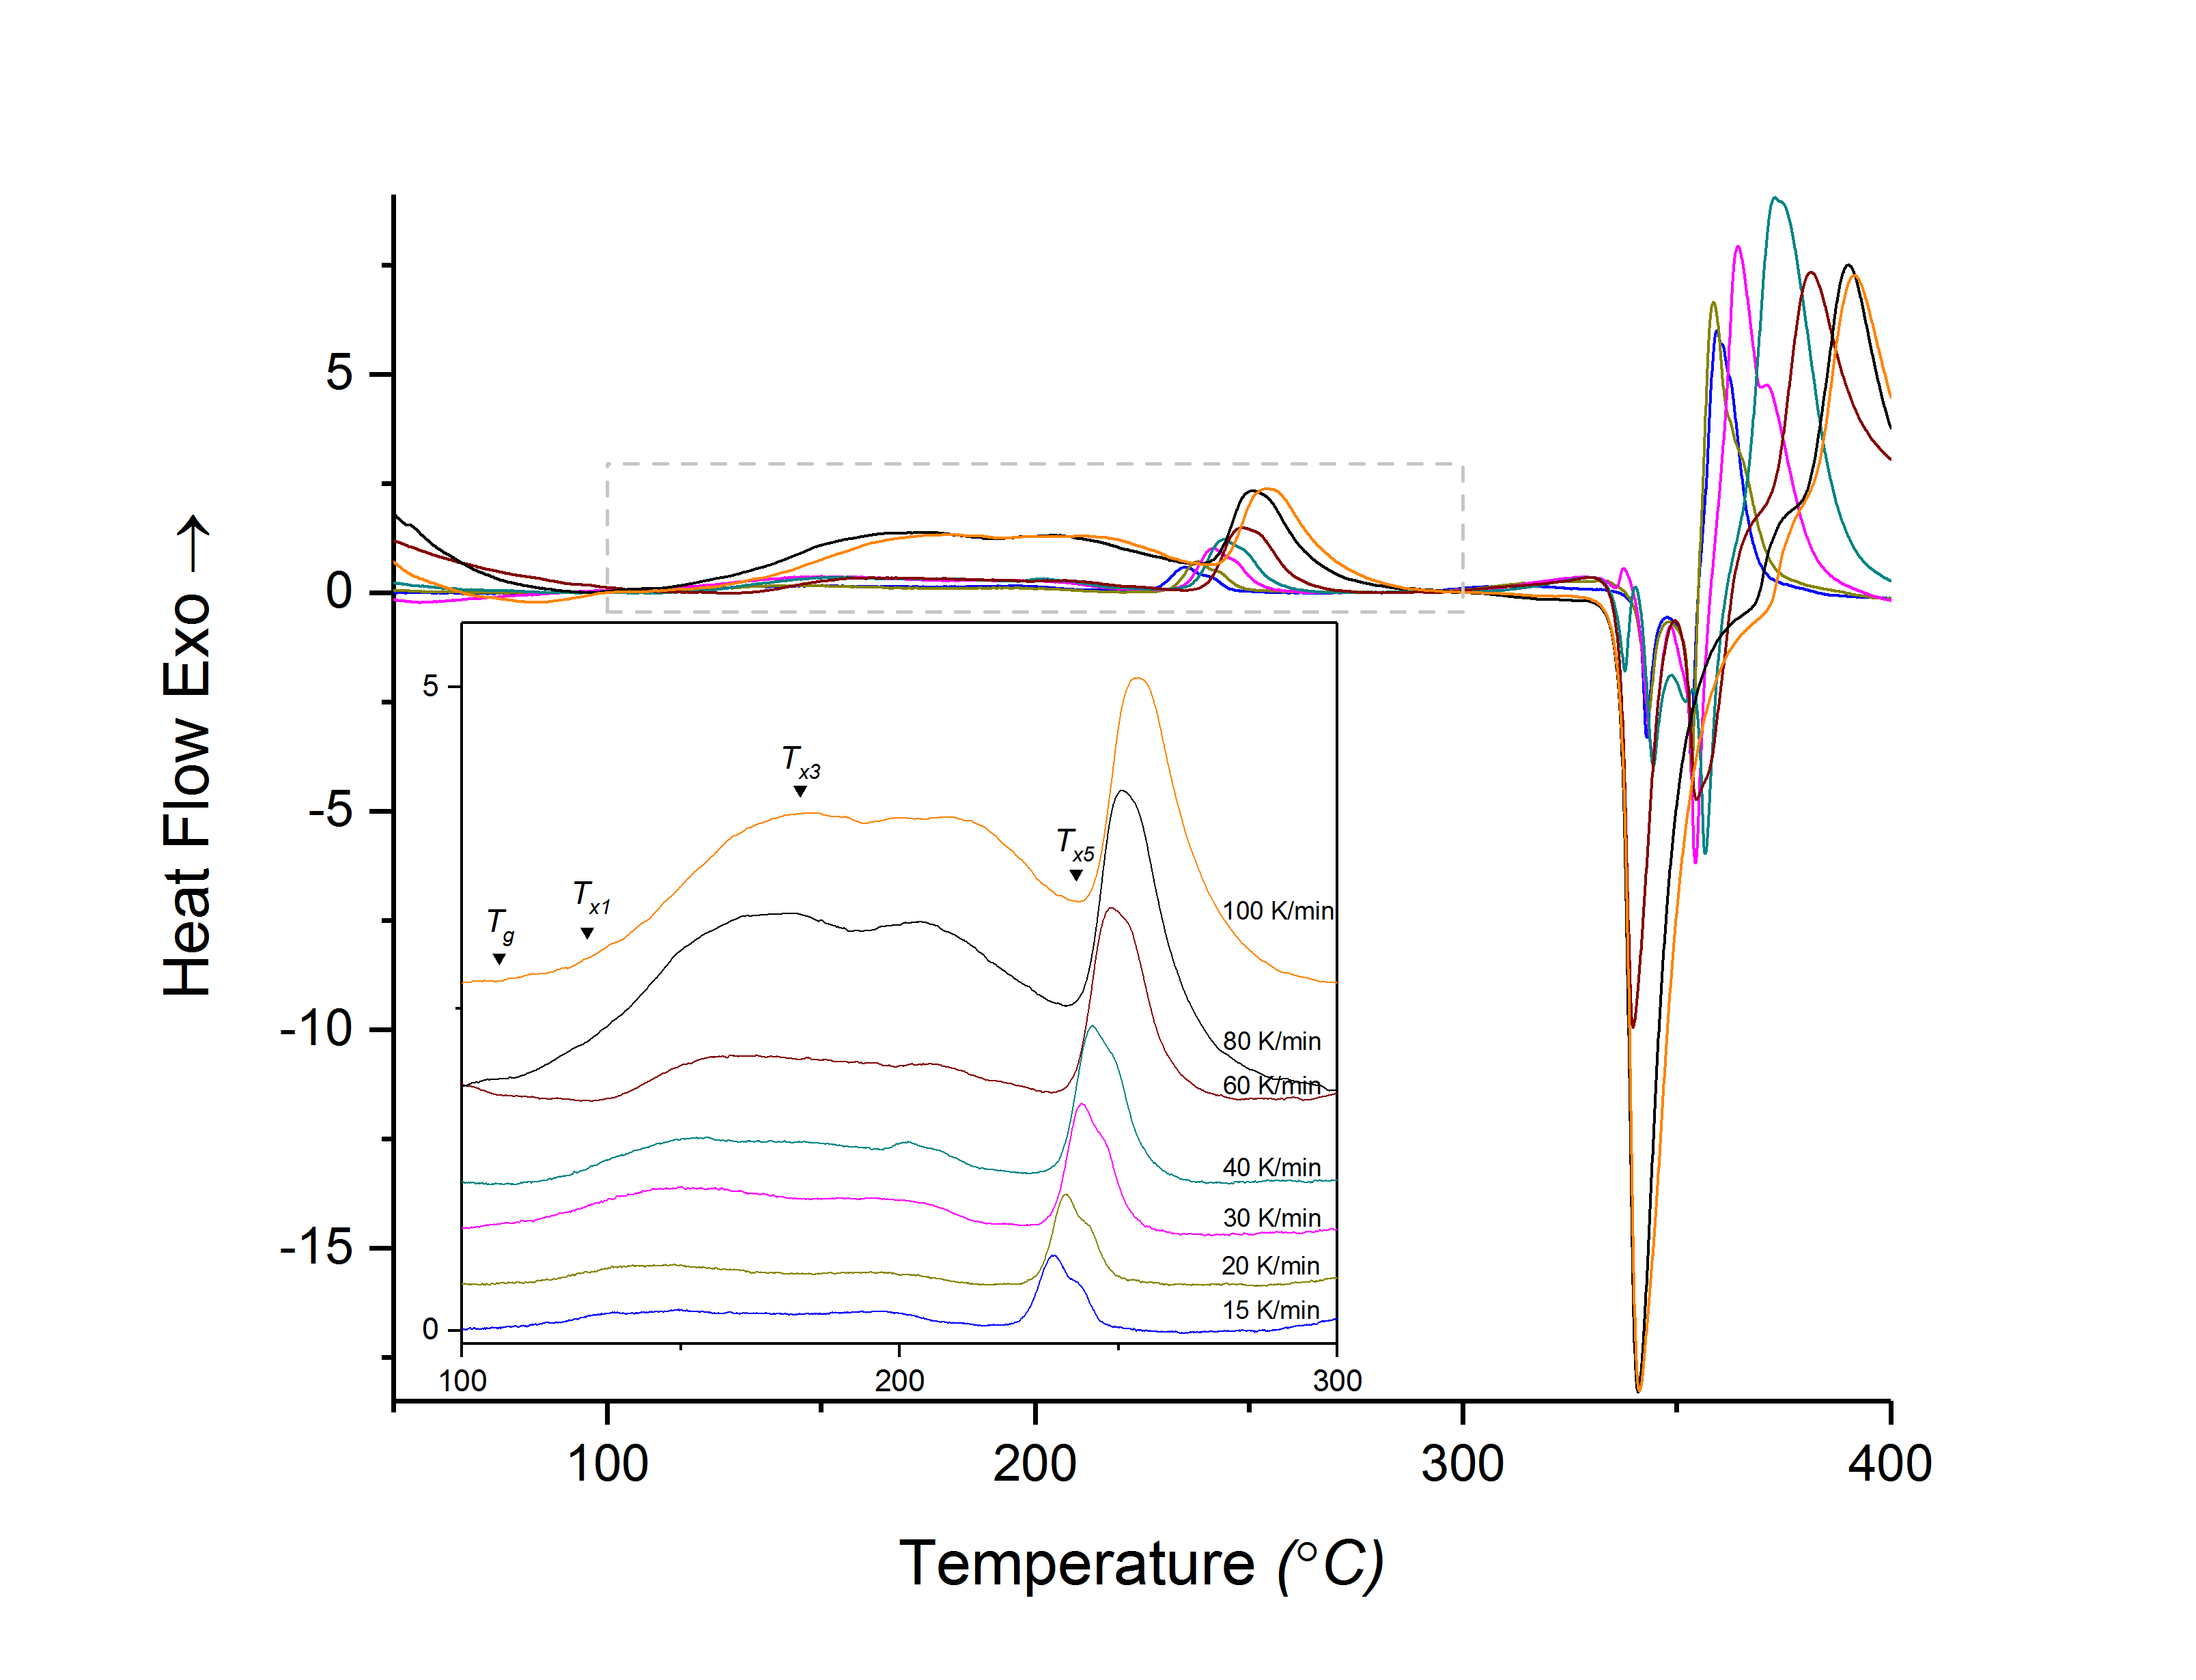 Heat Flow Exo →
5
0
-5
-10
-15
5
0
Tx3
Tx5
Tx1
Tg
100 K/min
80 K/min
60 K/min
40 K/min
30 K/min
20 K/min
15 K/min
100 200 300
100 200 300 400
Temperature (°C)